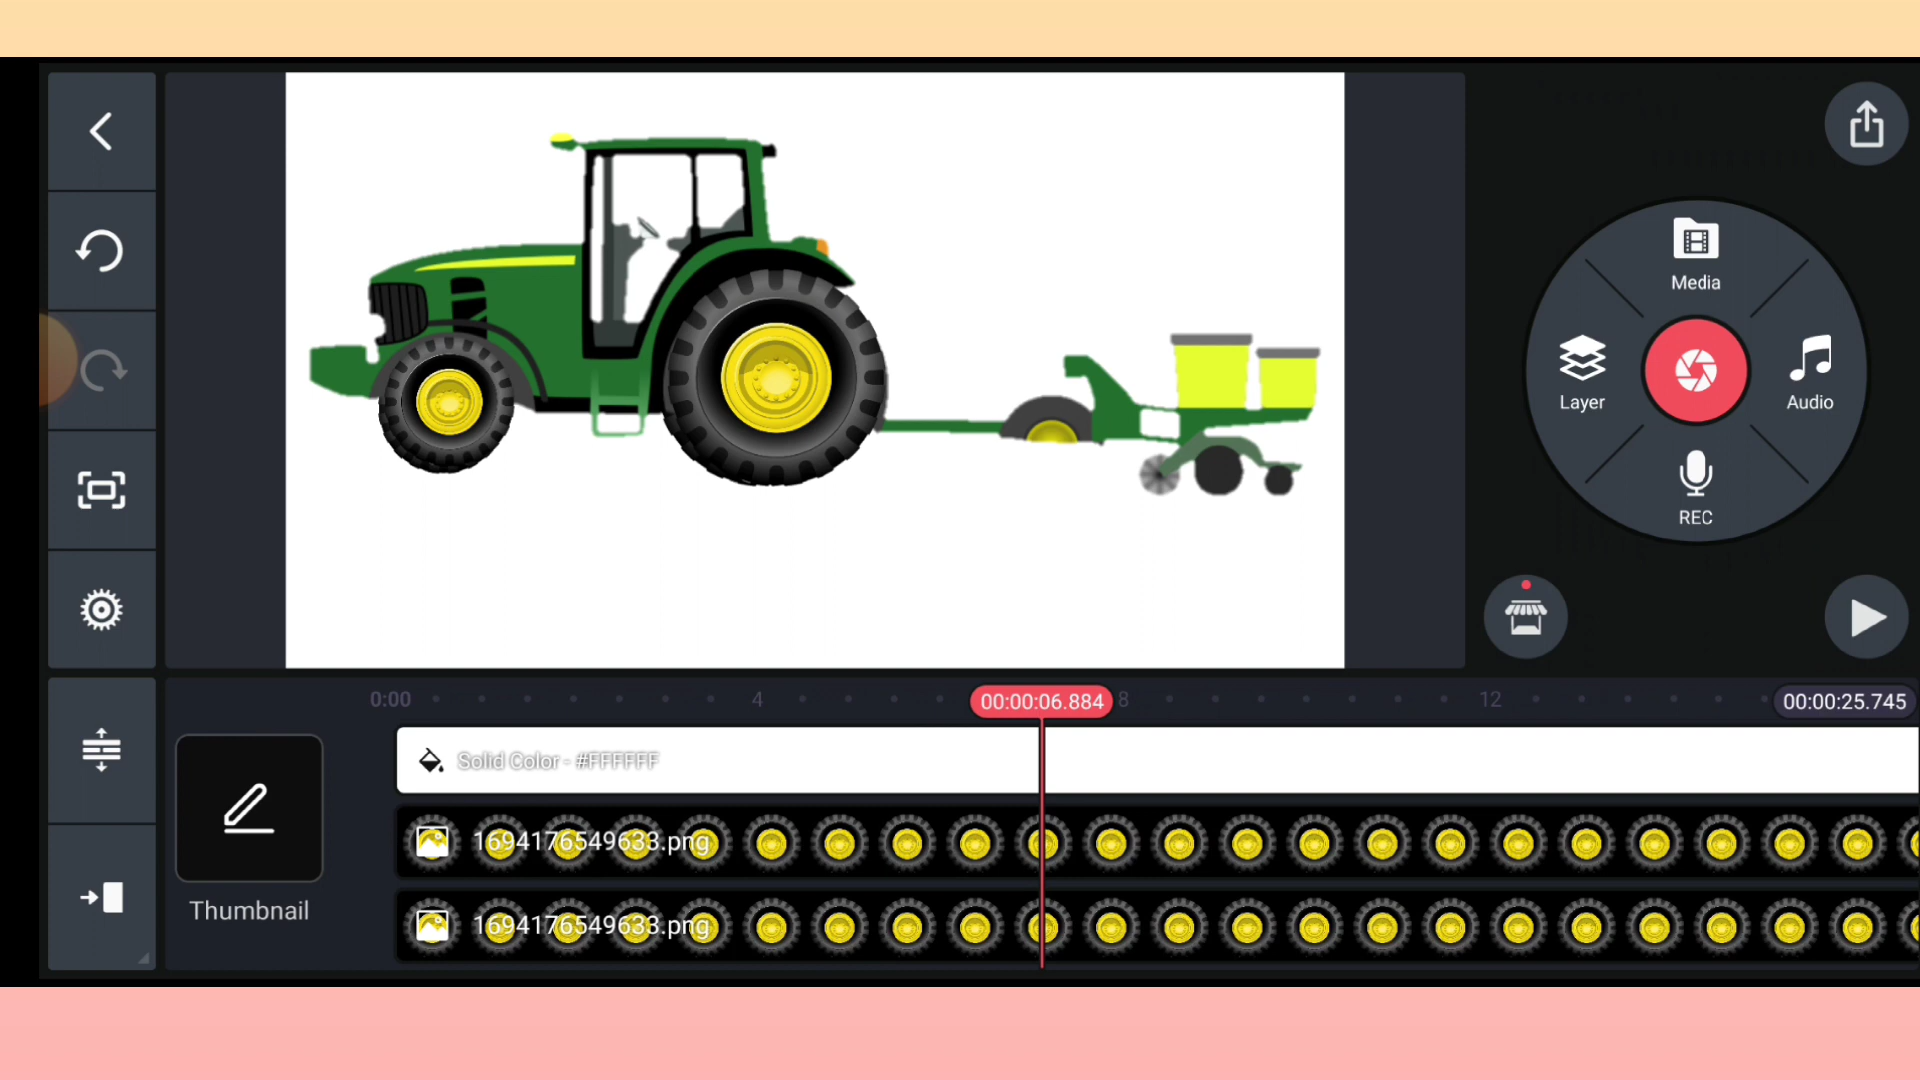 Media
Layer
Audio
REC
0:00
4
00:00:06.884
8
12
00:00:25.745
Solid Color - #FFFFFF
1694176549633.png
1694176549633.png
Thumbnail